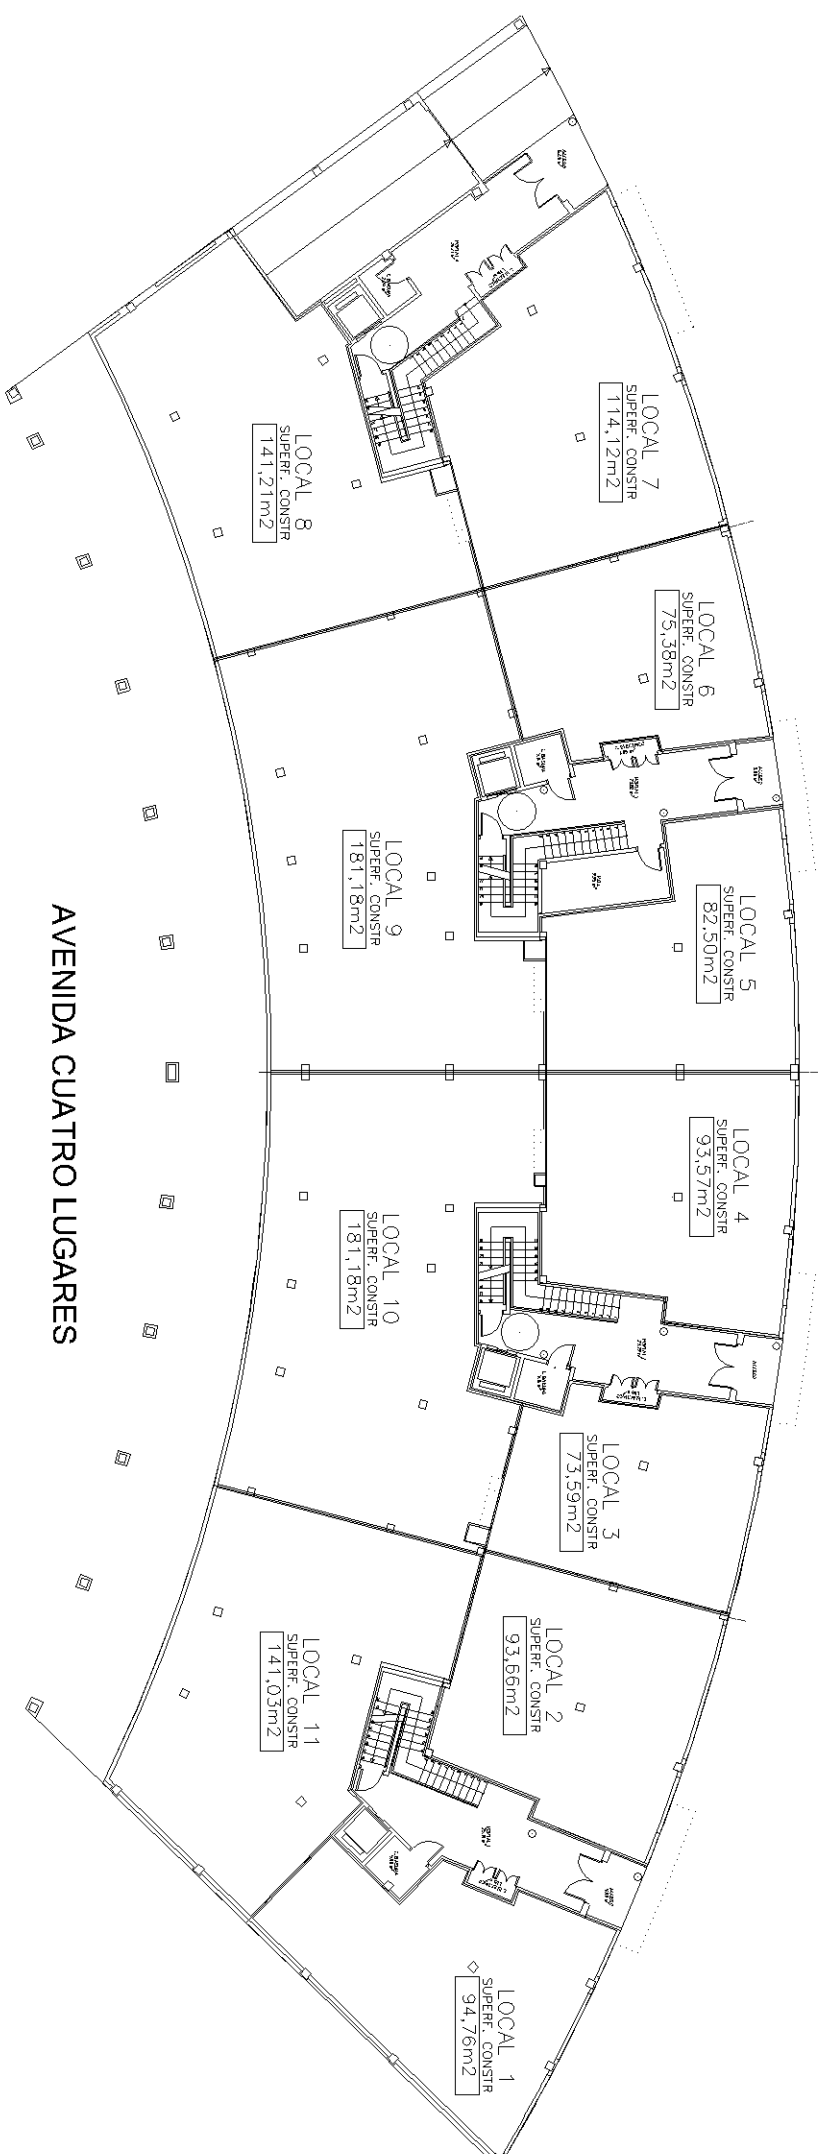 LOCAL 7
SUPERF. CONSTR
114,12m2
LOCAL 8
SUPERF. CONSTR
141,21m2
LOCAL 6
SUPERF. CONSTR
75,38m2
LOCAL 5
SUPERF. CONSTR
82,50m2
LOCAL 9
SUPERF. CONSTR
181,18m2
LOCAL 4
SUPERF. CONSTR
93,57m2
LOCAL 10
SUPERF. CONSTR
181,18m2
LOCAL 3
SUPERF. CONSTR
73,59m2
LOCAL 2
SUPERF. CONSTR
93,66m2
LOCAL 11
SUPERF. CONSTR
141,03m2
LOCAL 1
SUPERF. CONSTR
94,76m2
AVENIDA CUATRO LUGARES